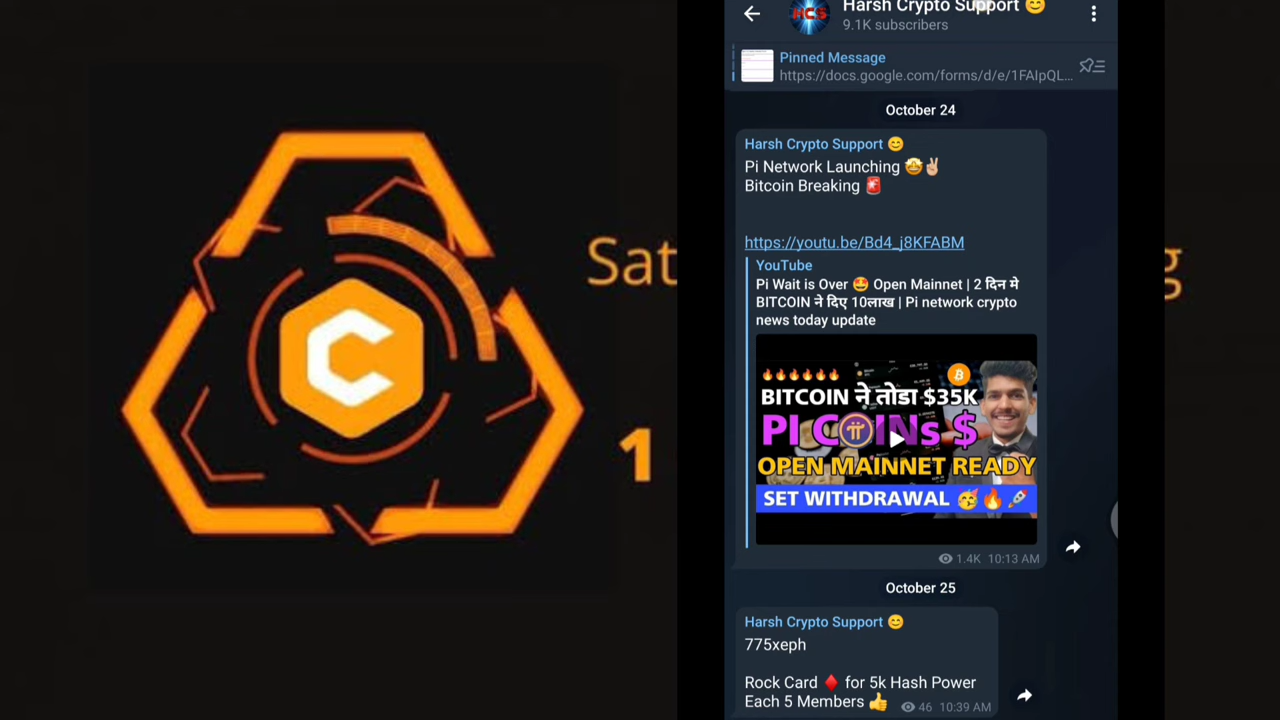 Harsh Crypto Support 😊
9.1K subscribers
Pinned Message
https://docs.google.com/forms/d/e/1FAIpQL...
October 24
Harsh Crypto Support 😊
Pi Network Launching 🤩✌🏼
Bitcoin Breaking 🚨
https://youtu.be/Bd4_j8KFABM
YouTube
Pi Wait is Over 🤩 Open Mainnet | 2 दिन मे
BITCOIN ने दिए 10लाख | Pi network crypto
news today update
🔥🔥🔥🔥🔥🔥
BITCOIN ने तोडा $35K
PI COINs $
OPEN MAINNET READY
SET WITHDRAWAL 🥳🔥🚀
1.4K 10:13 AM
October 25
Harsh Crypto Support 😊
775xeph
Rock Card ♦️ for 5k Hash Power
Each 5 Members 👍
46 10:39 AM
HCS
C
Sat
g
1